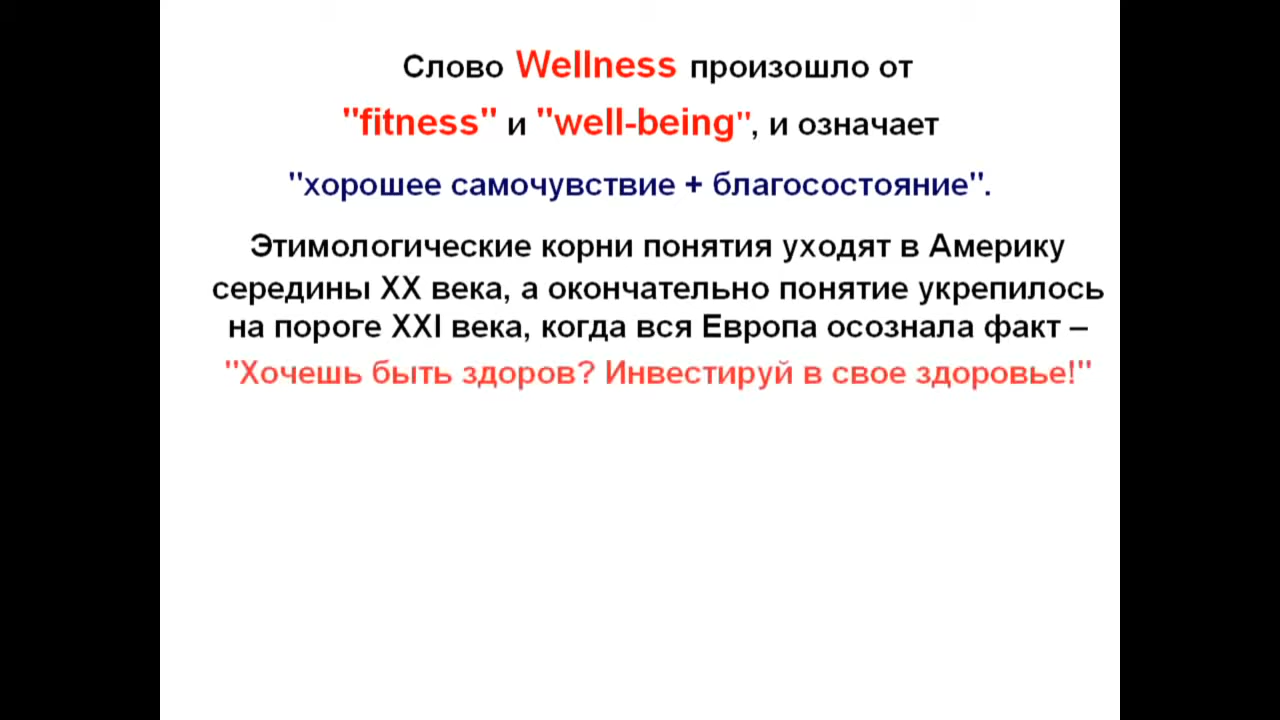 Слово Wellness произошло от
"fitness" и "well-being", и означает
"хорошее самочувствие + благосостояние".
Этимологические корни понятия уходят в Америку
середины XX века, а окончательно понятие укрепилось
на пороге XXI века, когда вся Европа осознала факт –
"Хочешь быть здоров? Инвестируй в свое здоровье!"